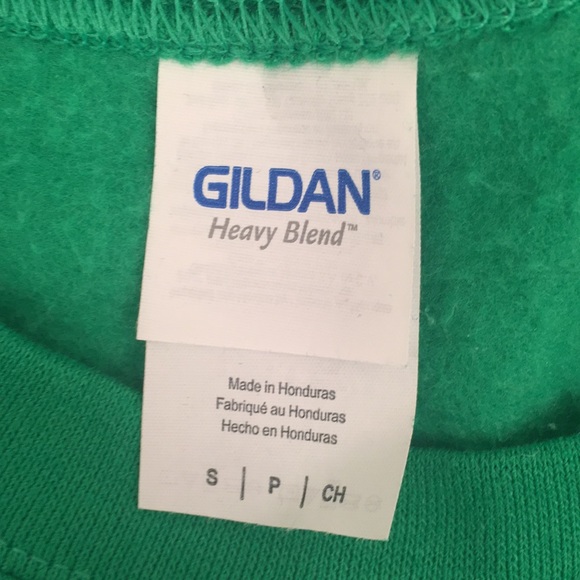 GILDAN®
Heavy Blend™
Made in Honduras
Fabriqué au Honduras
Hecho en Honduras
S | P | CH